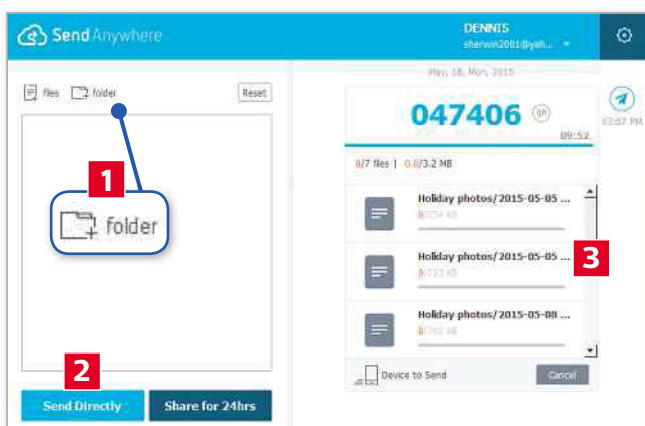 Send Anywhere
DENNIS
sherwin2001@yah...
May, 18, Mon, 2015
files folder Reset
047406
09:52
03:57 PM
0/7 files | 0.0/3.2 MB
1
folder
Holiday photos/2015-05-05 ...
Holiday photos/2015-05-05 ...
3
Holiday photos/2015-05-08 ...
2
Device to Send Cancel
Send Directly Share for 24hrs